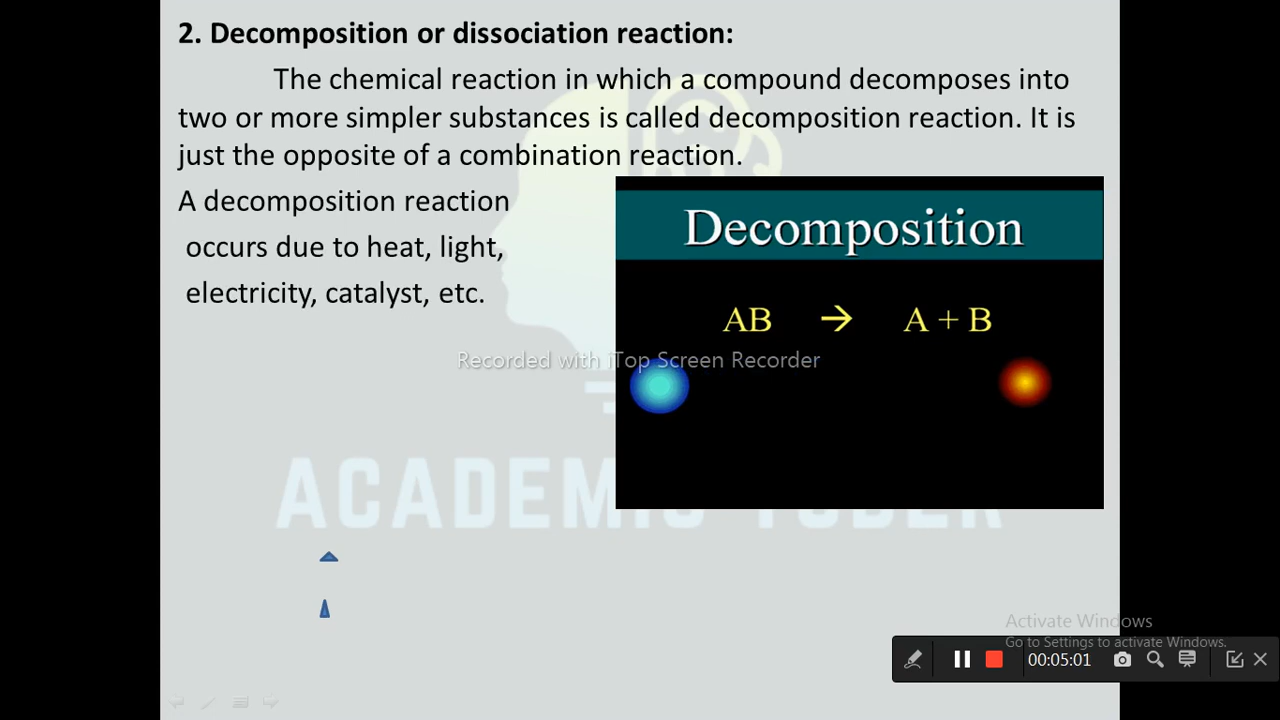 2. Decomposition or dissociation reaction:
The chemical reaction in which a compound decomposes into
two or more simpler substances is called decomposition reaction. It is
just the opposite of a combination reaction.
A decomposition reaction
occurs due to heat, light,
electricity, catalyst, etc.
Decomposition
AB → A + B
Recorded with iTop Screen Recorder
ACADEMIC TUBER
Activate Windows
Go to Settings to activate Windows.
00:05:01